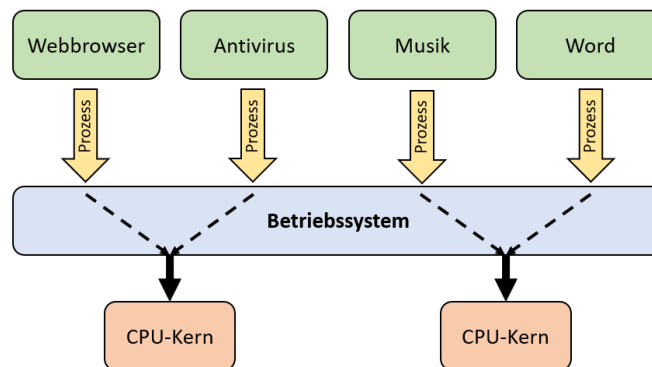 Webbrowser
Antivirus
Musik
Word
Prozess
Prozess
Prozess
Prozess
Betriebssystem
CPU-Kern
CPU-Kern